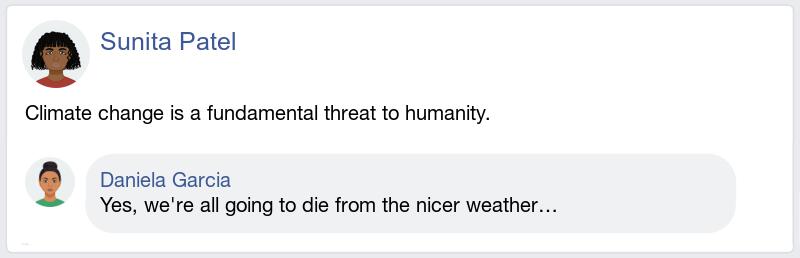 Sunita Patel
Climate change is a fundamental threat to humanity.
Daniela Garcia
Yes, we're all going to die from the nicer weather…